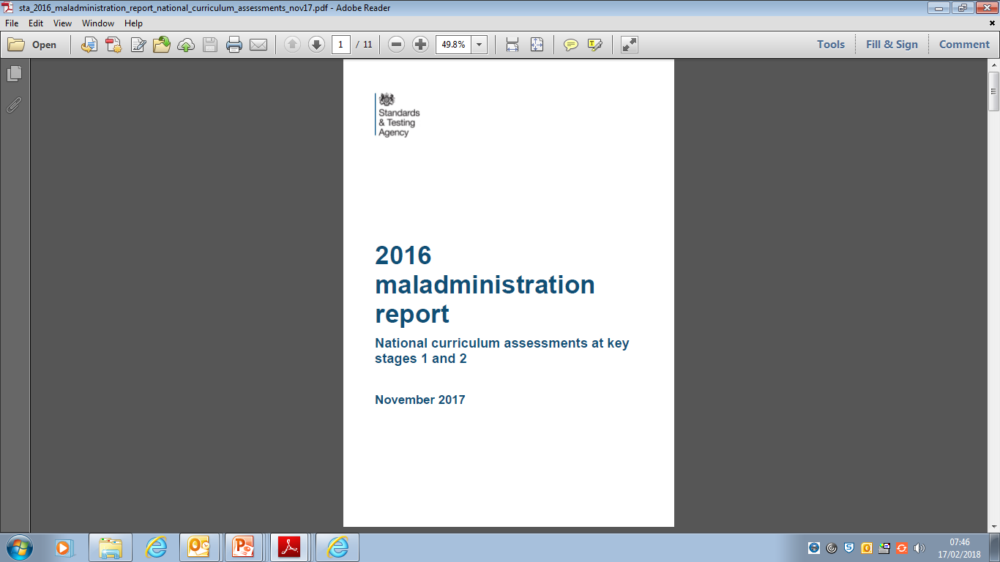 sta_2016_maladministration_report_national_curriculum_assessments_nov17.pdf - Adobe Reader
File Edit View Window Help
Open 1 / 11 49.8% Tools Fill & Sign Comment
Standards
& Testing
Agency
2016
maladministration
report
National curriculum assessments at key
stages 1 and 2
November 2017
07:46
17/02/2018